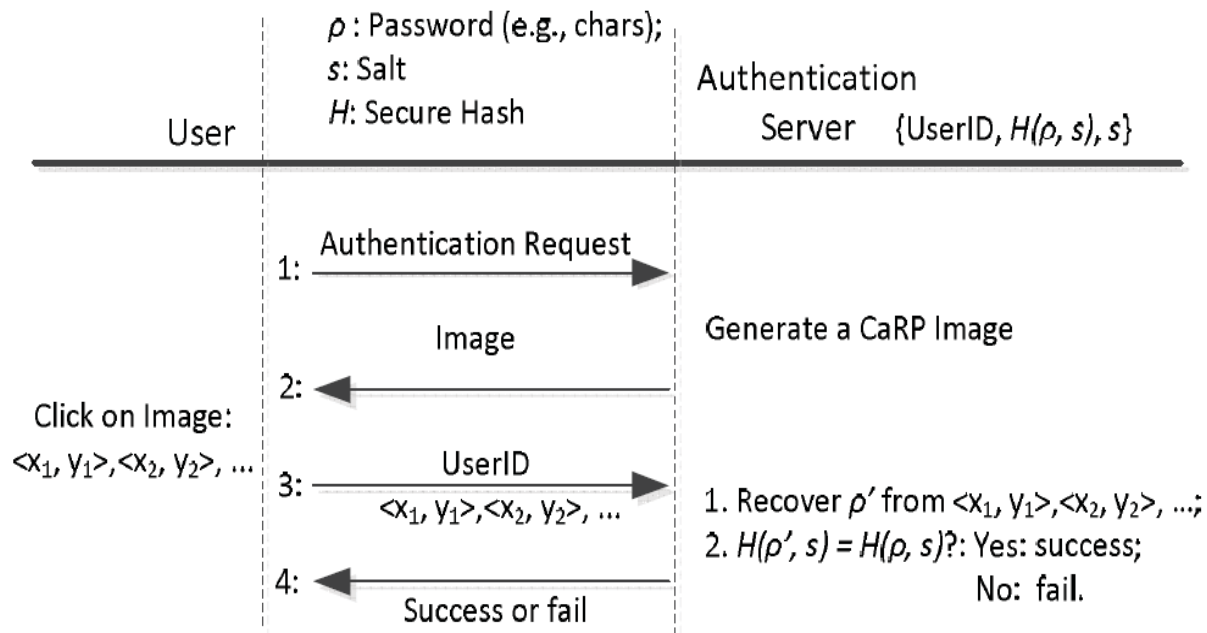 ρ : Password (e.g., chars);
s: Salt
H: Secure Hash
User
Authentication
Server {UserID, H(ρ, s), s}
Authentication Request
1:
Generate a CaRP Image
Image
2:
Click on Image:
<x₁, y₁>,<x₂, y₂>, ...
UserID
3:
<x₁, y₁>,<x₂, y₂>, ...
1. Recover ρ' from <x₁, y₁>,<x₂, y₂>, ...;
2. H(ρ', s) = H(ρ, s)?: Yes: success;
No: fail.
4:
Success or fail